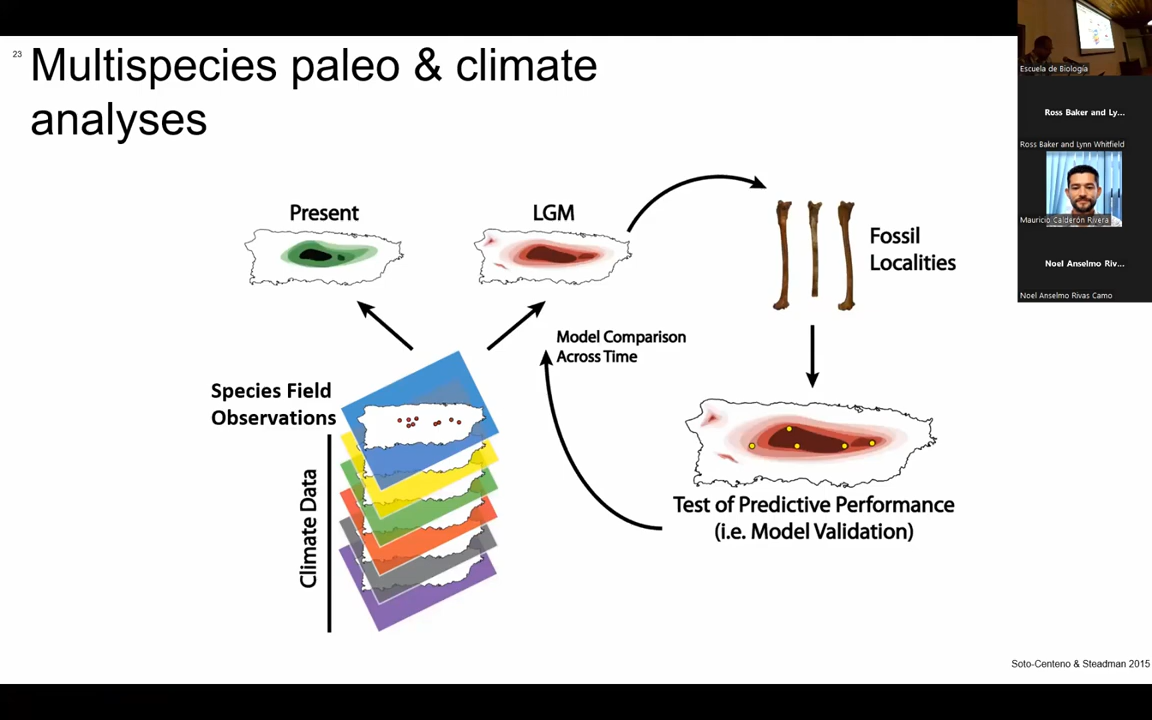 23
Multispecies paleo & climate
analyses
Present
LGM
Fossil
Localities
Model Comparison
Across Time
Species Field
Observations
Climate Data
Test of Predictive Performance
(i.e. Model Validation)
Soto-Centeno & Steadman 2015
Escuela de Biología
Ross Baker and Ly...
Ross Baker and Lynn Whitfield
Mauricio Calderón Rivera
Noel Anselmo Riv...
Noel Anselmo Rivas Camo